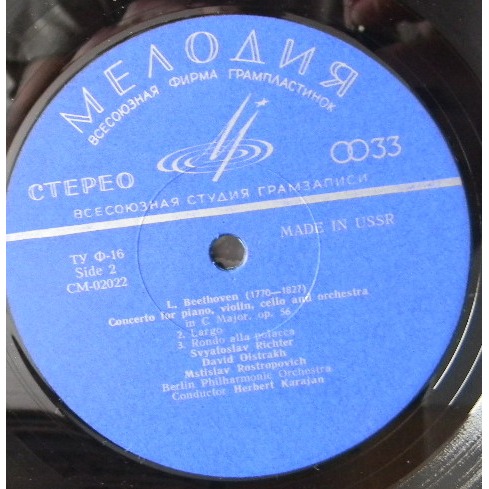 МЕЛОДИЯ
ВСЕСОЮЗНАЯ ФИРМА ГРАМПЛАСТИНОК
СТЕРЕО
33
ВСЕСОЮЗНАЯ СТУДИЯ ГРАМЗАПИСИ
MADE IN USSR
ТУ Ф-16
Side 2
СМ-02022
L. Beethoven (1770—1827)
Concerto for piano, violin, cello and orchestra
in C Major, op. 56
2. Largo
3. Rondo alla polacca
Svyatoslav Richter
David Oistrakh
Mstislav Rostropovich
Berlin Philharmonic Orchestra
Conductor Herbert Karajan